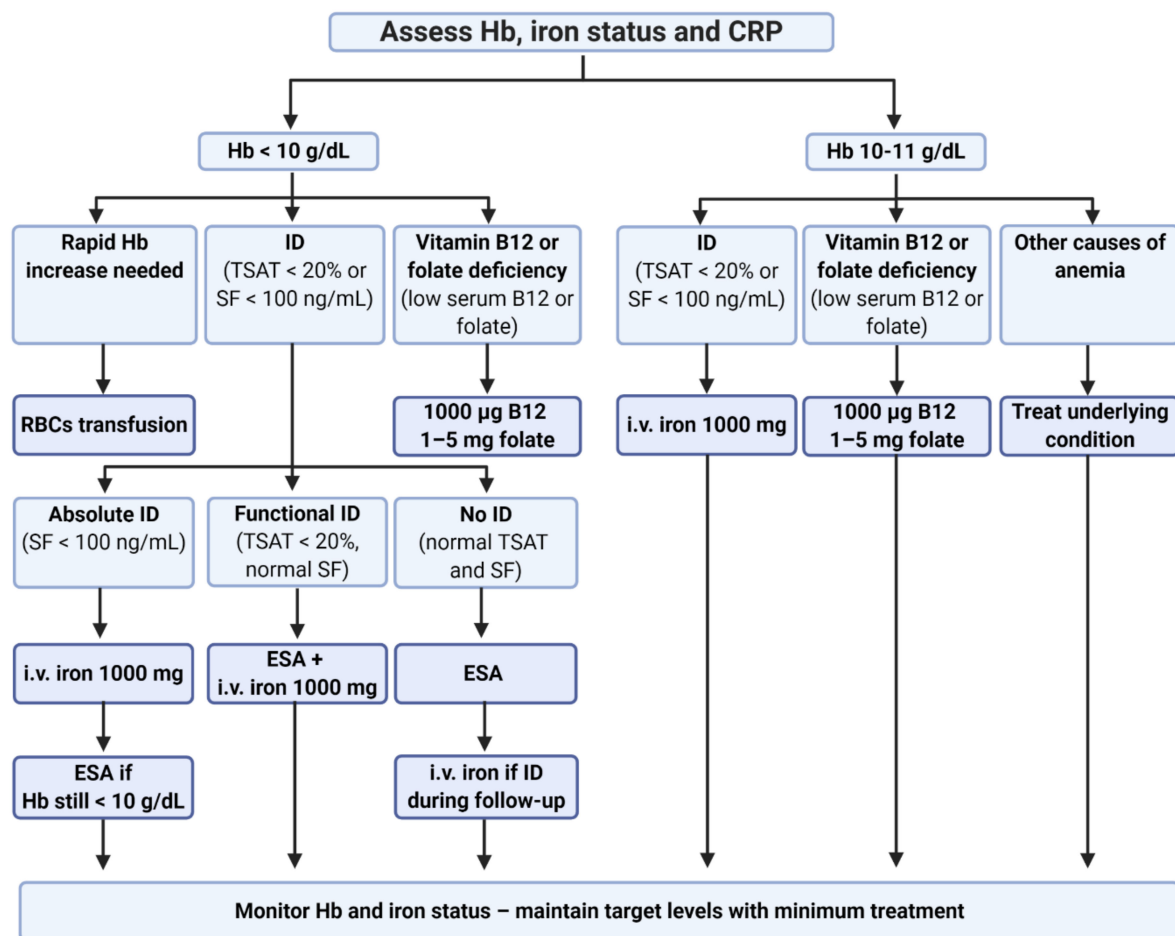 Assess Hb, iron status and CRP
Hb < 10 g/dL
Hb 10-11 g/dL
Rapid Hb
increase needed
ID
(TSAT < 20% or
SF < 100 ng/mL)
Vitamin B12 or
folate deficiency
(low serum B12 or
folate)
ID
(TSAT < 20% or
SF < 100 ng/mL)
Vitamin B12 or
folate deficiency
(low serum B12 or
folate)
Other causes of
anemia
RBCs transfusion
1000 µg B12
1–5 mg folate
i.v. iron 1000 mg
1000 µg B12
1–5 mg folate
Treat underlying
condition
Absolute ID
(SF < 100 ng/mL)
Functional ID
(TSAT < 20%,
normal SF)
No ID
(normal TSAT
and SF)
i.v. iron 1000 mg
ESA +
i.v. iron 1000 mg
ESA
ESA if
Hb still < 10 g/dL
i.v. iron if ID
during follow-up
Monitor Hb and iron status – maintain target levels with minimum treatment